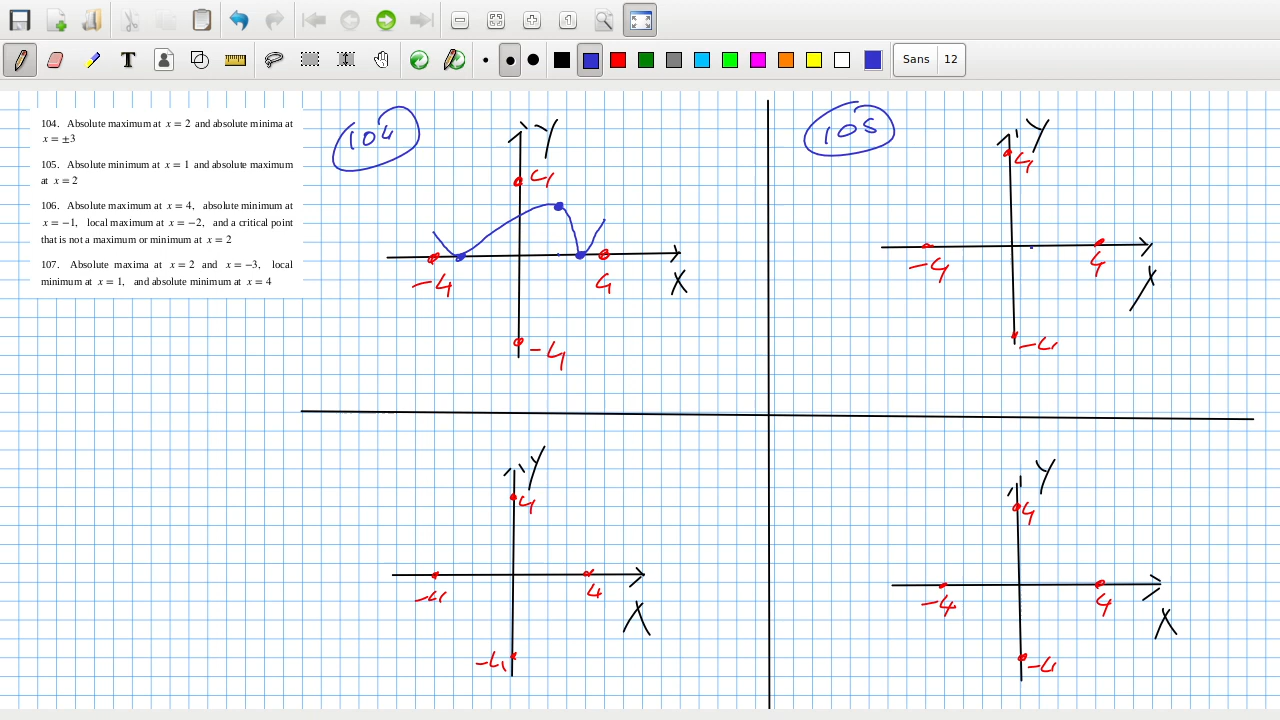 Sans 12
104. Absolute maximum at x = 2 and absolute minima at
x = ±3
105. Absolute minimum at x = 1 and absolute maximum
at x = 2
106. Absolute maximum at x = 4, absolute minimum at
x = −1, local maximum at x = −2, and a critical point
that is not a maximum or minimum at x = 2
107. Absolute maxima at x = 2 and x = −3, local
minimum at x = 1, and absolute minimum at x = 4
104
Y
4
-4
4
X
-4
105
Y
4
-4
4
X
-4
Y
4
-4
4
X
-4
Y
4
-4
4
X
-4